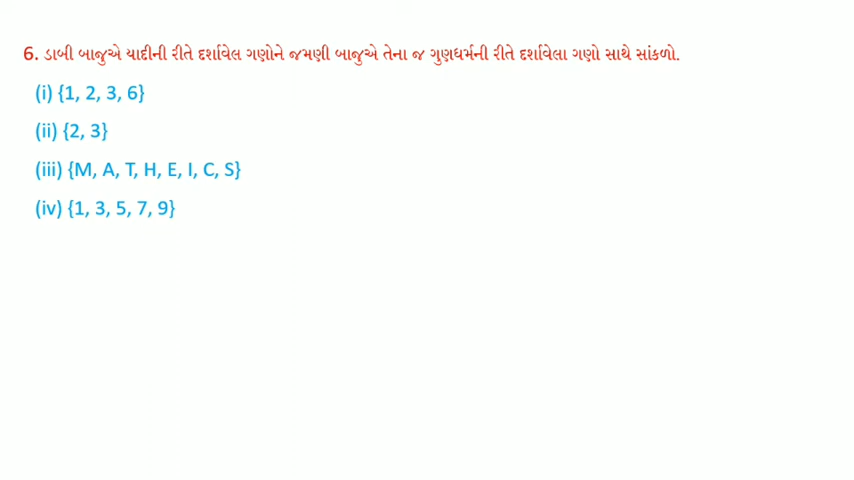 6. ડાબી બાજુએ યાદીની રીતે દર્શાવેલ ગણોને જમણી બાજુએ તેના જ ગુણધર્મની રીતે દર્શાવેલા ગણો સાથે સાંકળો.
(i) {1, 2, 3, 6}
(ii) {2, 3}
(iii) {M, A, T, H, E, I, C, S}
(iv) {1, 3, 5, 7, 9}